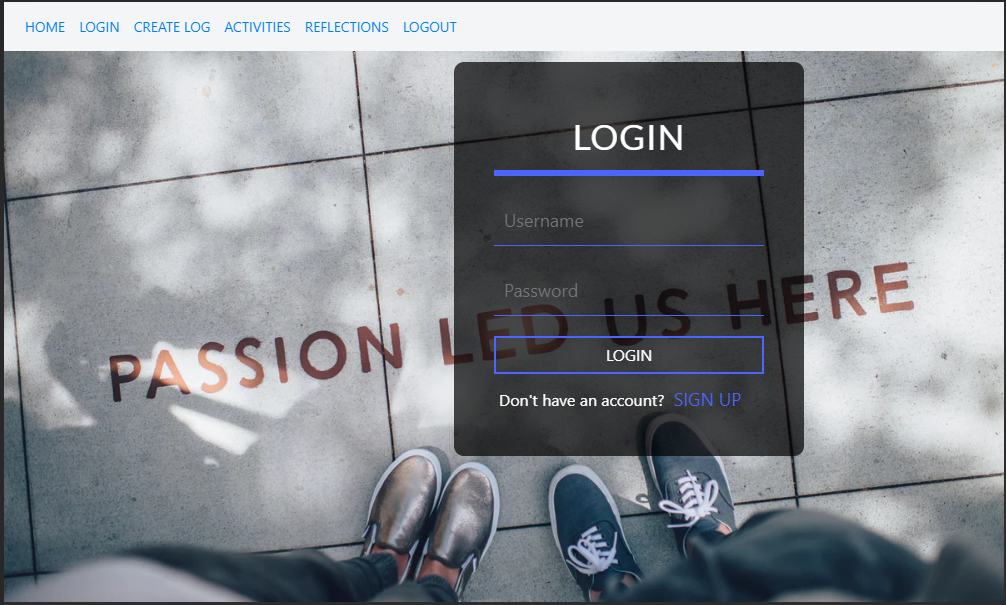 HOME LOGIN CREATE LOG ACTIVITIES REFLECTIONS LOGOUT
LOGIN
Username
Password
PASSION LED US HERE
LOGIN
Don't have an account? SIGN UP